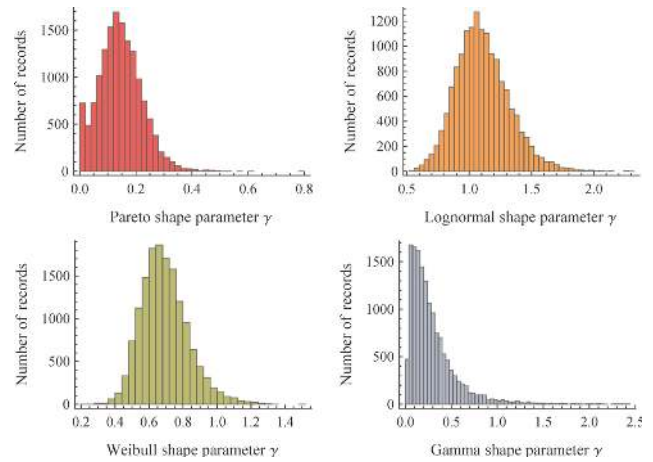 Number of records
1500
1000
500
0
0.0 0.2 0.4 0.6 0.8
Pareto shape parameter γ
Number of records
1200
1000
800
600
400
200
0
0.5 1.0 1.5 2.0
Lognormal shape parameter γ
Number of records
1500
1000
500
0
0.2 0.4 0.6 0.8 1.0 1.2 1.4
Weibull shape parameter γ
Number of records
1500
1000
500
0
0.0 0.5 1.0 1.5 2.0 2.5
Gamma shape parameter γ